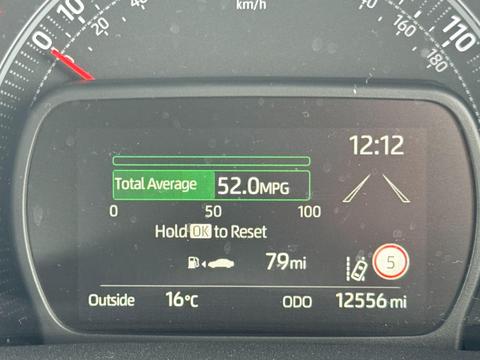 0 10 110
20 40 160 180
km/h
12:12
Total Average 52.0MPG
0 50 100
Hold OK to Reset
79mi
5
Outside 16°C ODO 12556 mi